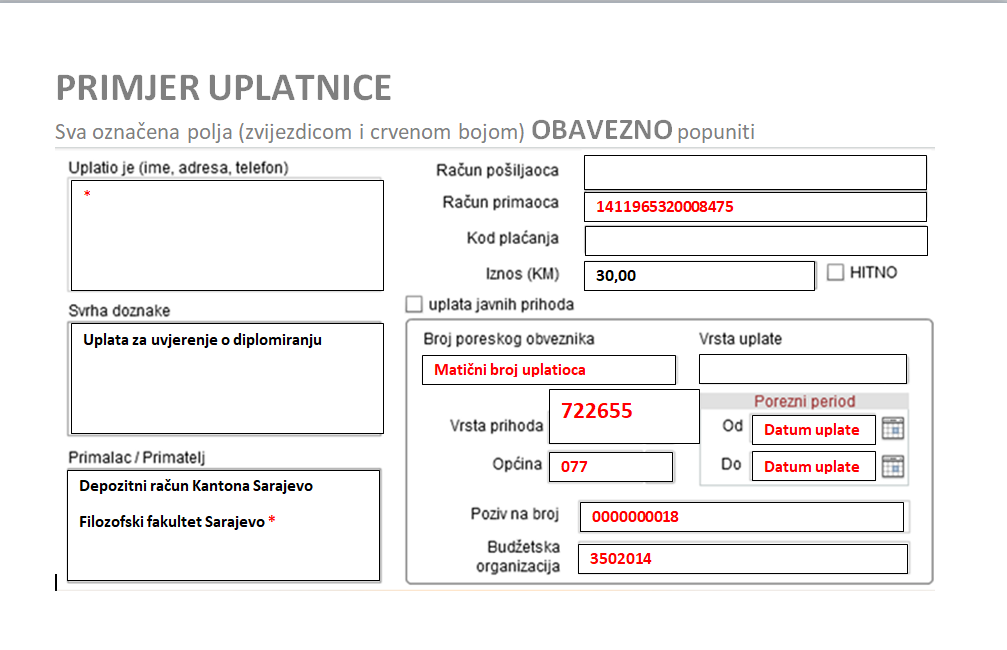 PRIMJER UPLATNICE
Sva označena polja (zvijezdicom i crvenom bojom) OBAVEZNO popuniti
Uplatio je (ime, adresa, telefon)
*
Svrha doznake
Uplata za uvjerenje o diplomiranju
Primalac / Primatelj
Depozitni račun Kantona Sarajevo
Filozofski fakultet Sarajevo *
Račun pošiljaoca
Račun primaoca 1411965320008475
Kod plaćanja
Iznos (KM) 30,00 HITNO
uplata javnih prihoda
Broj poreskog obveznika
Matični broj uplatioca
Vrsta uplate
Vrsta prihoda 722655
Općina 077
Porezni period
Od Datum uplate
Do Datum uplate
Poziv na broj 0000000018
Budžetska
organizacija 3502014